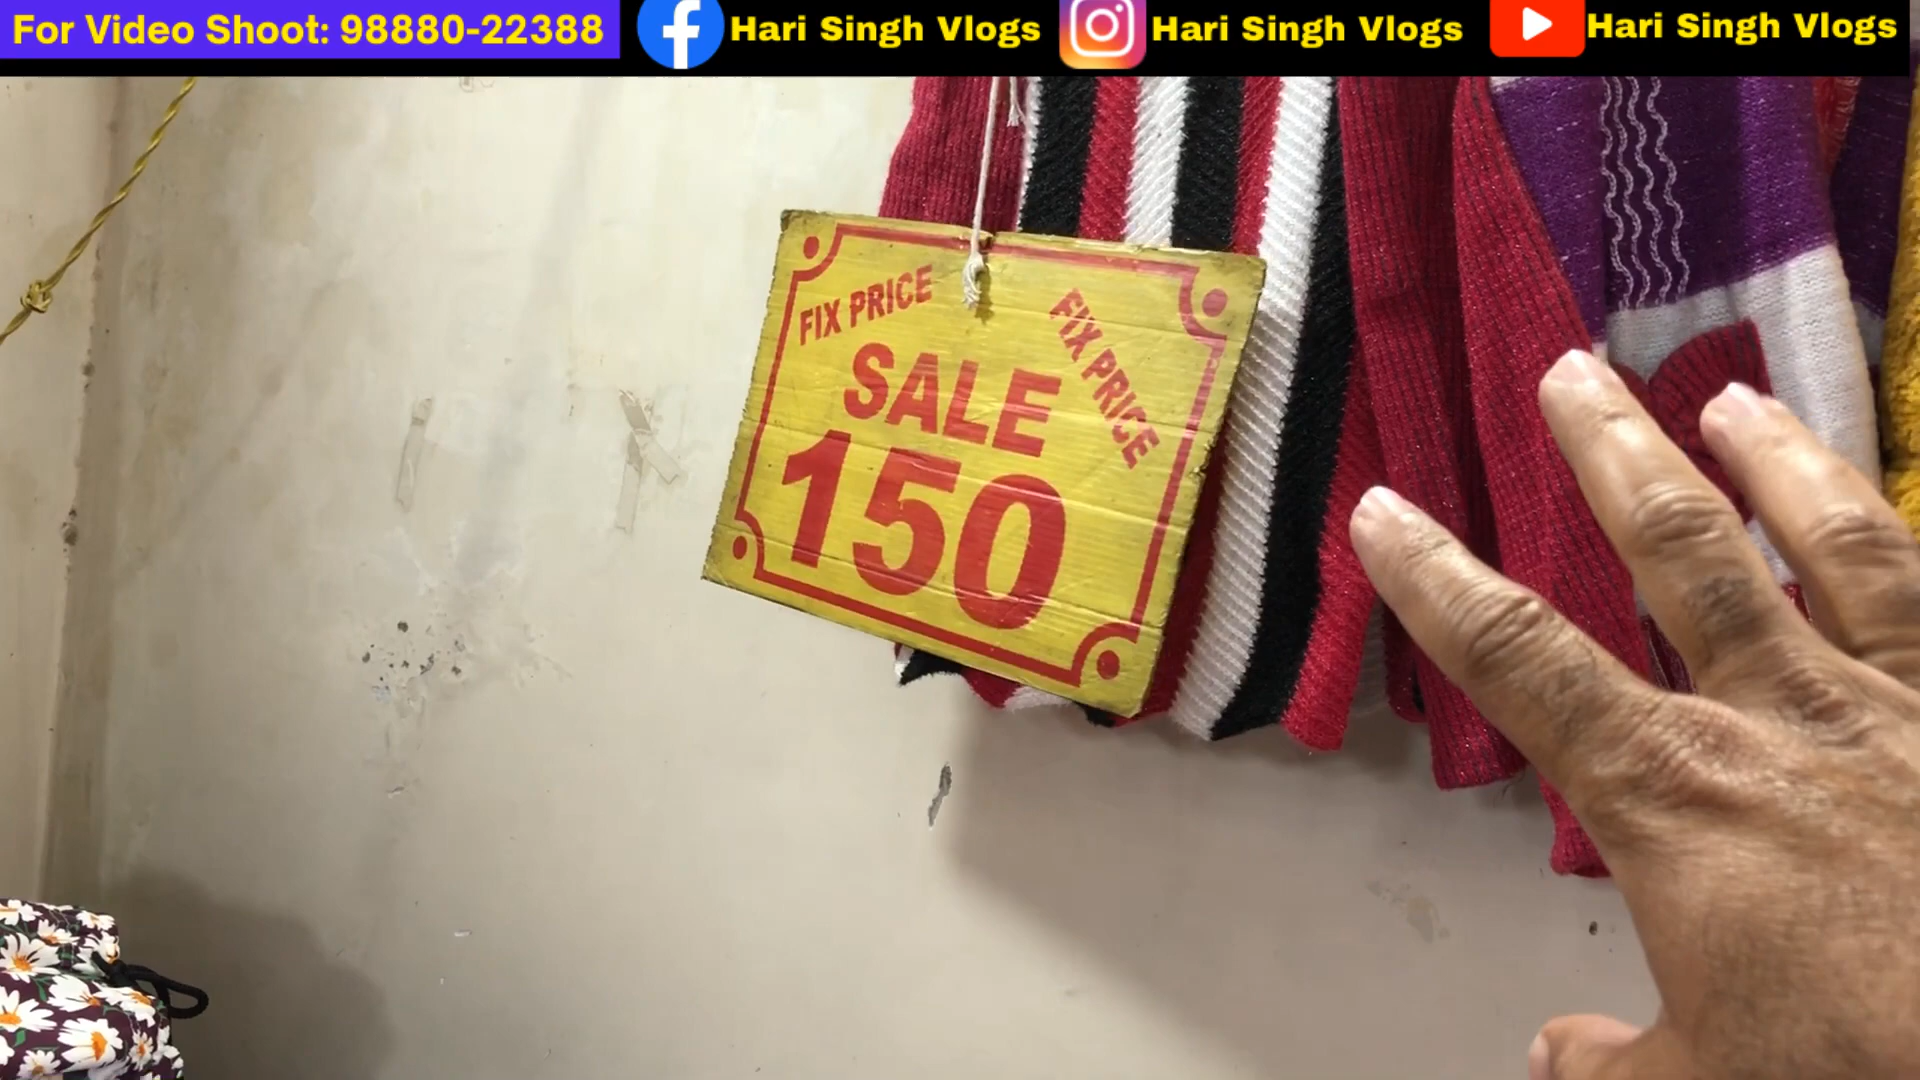 For Video Shoot: 98880-22388
Hari Singh Vlogs
Hari Singh Vlogs
Hari Singh Vlogs
FIX PRICE
FIX PRICE
SALE
150